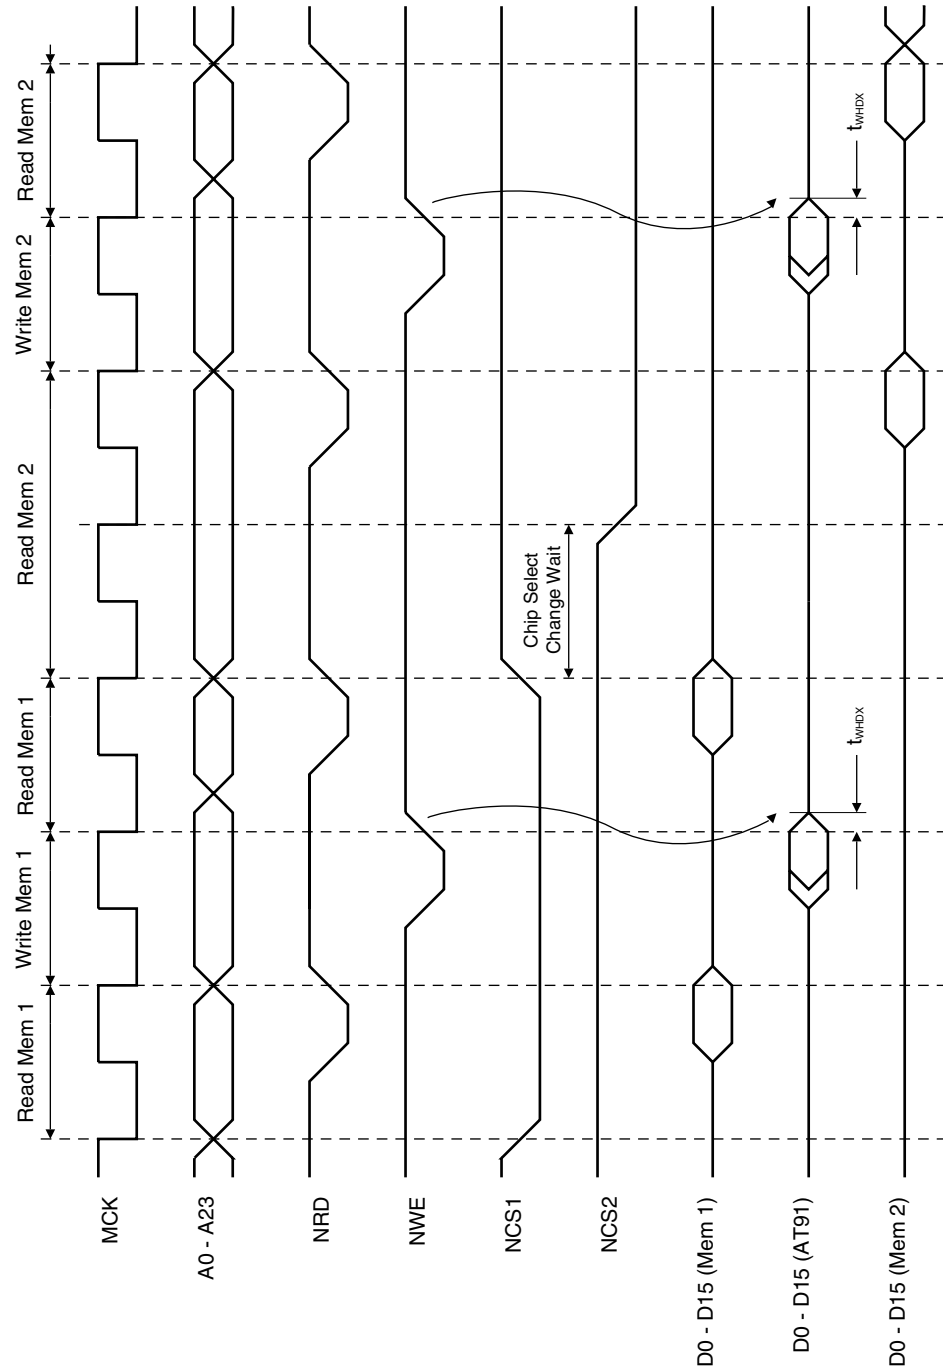 Read Mem 1
Write Mem 1
Read Mem 1
Read Mem 2
Write Mem 2
Read Mem 2
MCK
A0 - A23
NRD
NWE
NCS1
Chip Select
Change Wait
NCS2
D0 - D15 (Mem 1)
D0 - D15 (AT91)
tWHDX
tWHDX
D0 - D15 (Mem 2)